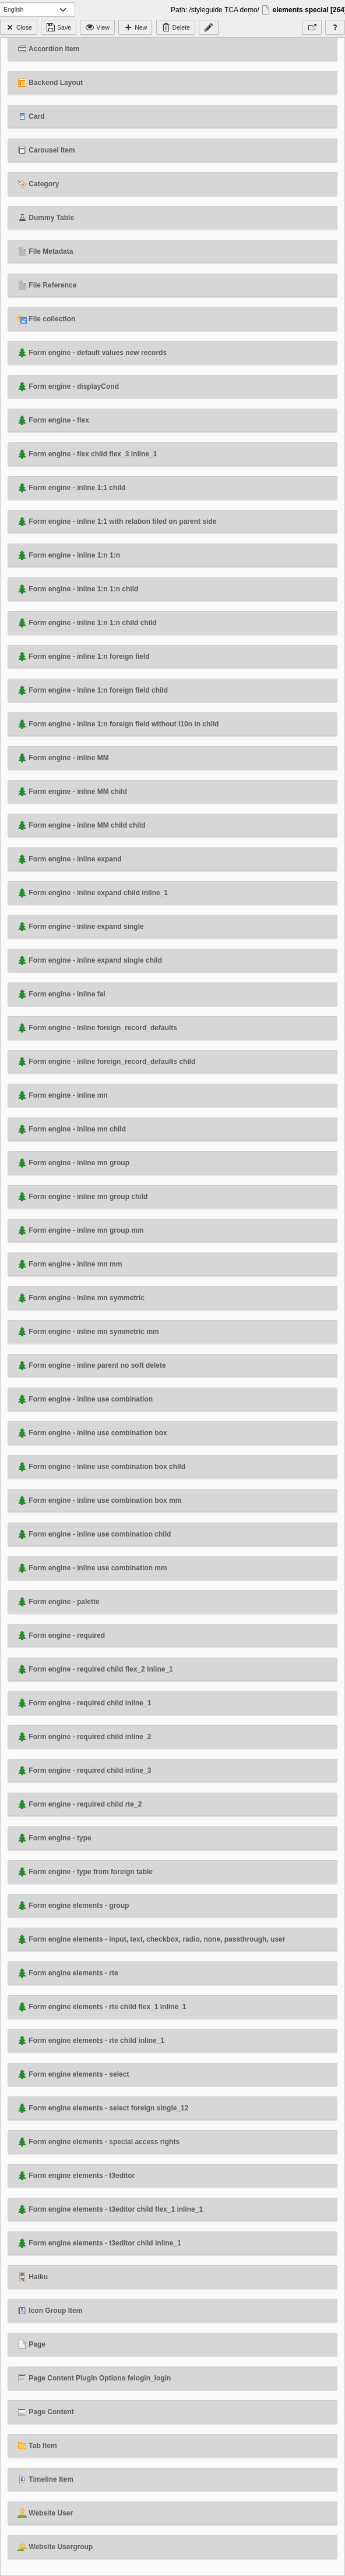 English
Path: /styleguide TCA demo/ elements special [264
Close Save View New Delete ?
Accordion Item
Backend Layout
Card
Carousel Item
Category
Dummy Table
File Metadata
File Reference
File collection
Form engine - default values new records
Form engine - displayCond
Form engine - flex
Form engine - flex child flex_3 inline_1
Form engine - inline 1:1 child
Form engine - inline 1:1 with relation filed on parent side
Form engine - inline 1:n 1:n
Form engine - inline 1:n 1:n child
Form engine - inline 1:n 1:n child child
Form engine - inline 1:n foreign field
Form engine - inline 1:n foreign field child
Form engine - inline 1:n foreign field without l10n in child
Form engine - inline MM
Form engine - inline MM child
Form engine - inline MM child child
Form engine - inline expand
Form engine - inline expand child inline_1
Form engine - inline expand single
Form engine - inline expand single child
Form engine - inline fal
Form engine - inline foreign_record_defaults
Form engine - inline foreign_record_defaults child
Form engine - inline mn
Form engine - inline mn child
Form engine - inline mn group
Form engine - inline mn group child
Form engine - inline mn group mm
Form engine - inline mn mm
Form engine - inline mn symmetric
Form engine - inline mn symmetric mm
Form engine - inline parent no soft delete
Form engine - inline use combination
Form engine - inline use combination box
Form engine - inline use combination box child
Form engine - inline use combination box mm
Form engine - inline use combination child
Form engine - inline use combination mm
Form engine - palette
Form engine - required
Form engine - required child flex_2 inline_1
Form engine - required child inline_1
Form engine - required child inline_2
Form engine - required child inline_3
Form engine - required child rte_2
Form engine - type
Form engine - type from foreign table
Form engine elements - group
Form engine elements - input, text, checkbox, radio, none, passthrough, user
Form engine elements - rte
Form engine elements - rte child flex_1 inline_1
Form engine elements - rte child inline_1
Form engine elements - select
Form engine elements - select foreign single_12
Form engine elements - special access rights
Form engine elements - t3editor
Form engine elements - t3editor child flex_1 inline_1
Form engine elements - t3editor child inline_1
Haiku
Icon Group Item
Page
Page Content Plugin Options felogin_login
Page Content
Tab Item
Timeline Item
Website User
Website Usergroup